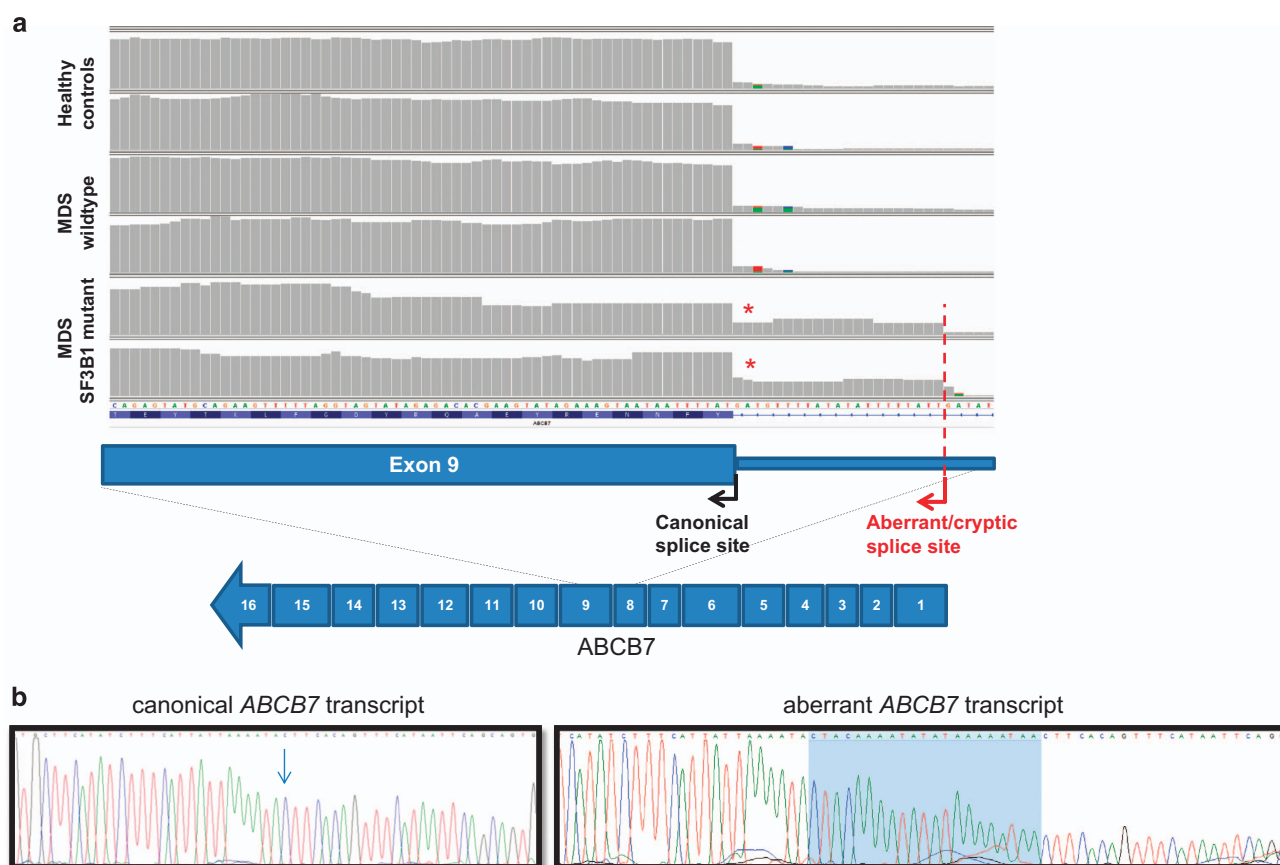 a
Healthy
controls
MDS
wildtype
MDS
SF3B1 mutant
*
*
ABCB7
Exon 9
Canonical
splice site
Aberrant/cryptic
splice site
16 15 14 13 12 11 10 9 8 7 6 5 4 3 2 1
ABCB7
b
canonical ABCB7 transcript
aberrant ABCB7 transcript
CATATCTTTCATTATTAAAATACTACAAAATATATAAAAATAACTTCACAGTTTCATAATTCAG